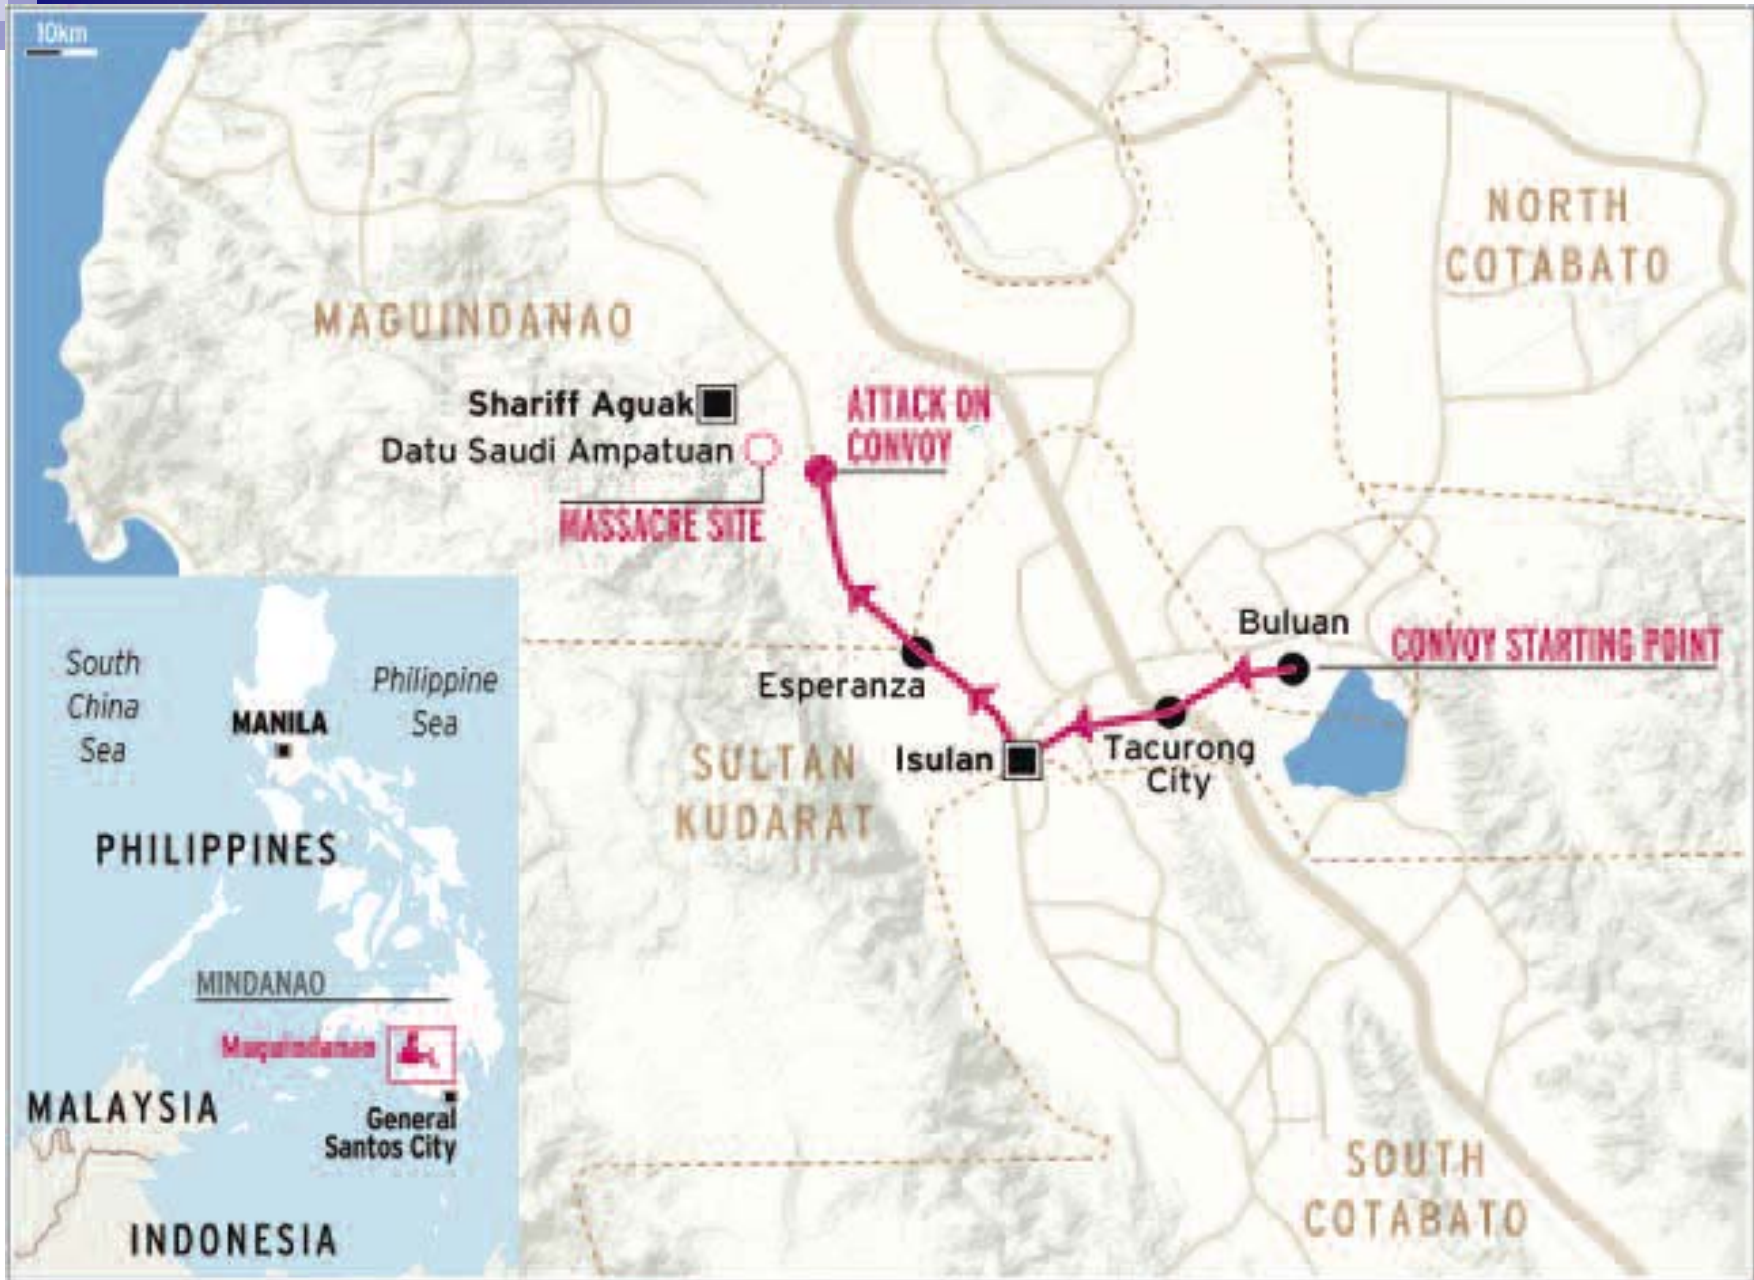 10km
NORTH
COTABATO
MAGUINDANAO
Shariff Aguak
ATTACK ON
CONVOY
Datu Saudi Ampatuan
MASSACRE SITE
Buluan
CONVOY STARTING POINT
Esperanza
Tacurong
City
Isulan
SULTAN
KUDARAT
SOUTH
COTABATO
South
China
Sea
Philippine
Sea
MANILA
PHILIPPINES
MINDANAO
Maguindanao
MALAYSIA
General
Santos City
INDONESIA